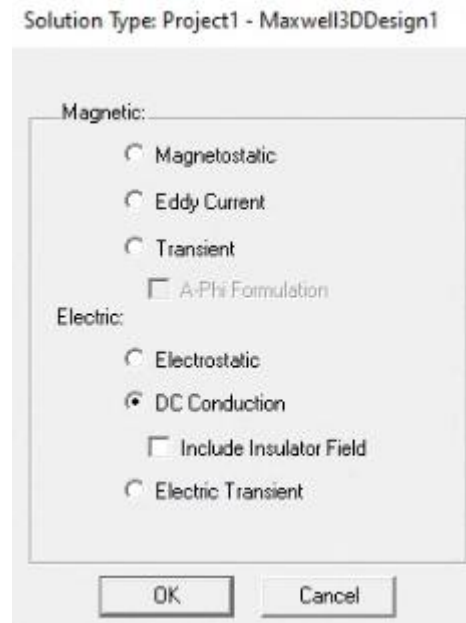 Solution Type: Project1 - Maxwell3DDesign1
Magnetic:
Magnetostatic
Eddy Current
Transient
A-Phi Formulation
Electric:
Electrostatic
DC Conduction
Include Insulator Field
Electric Transient
OK
Cancel